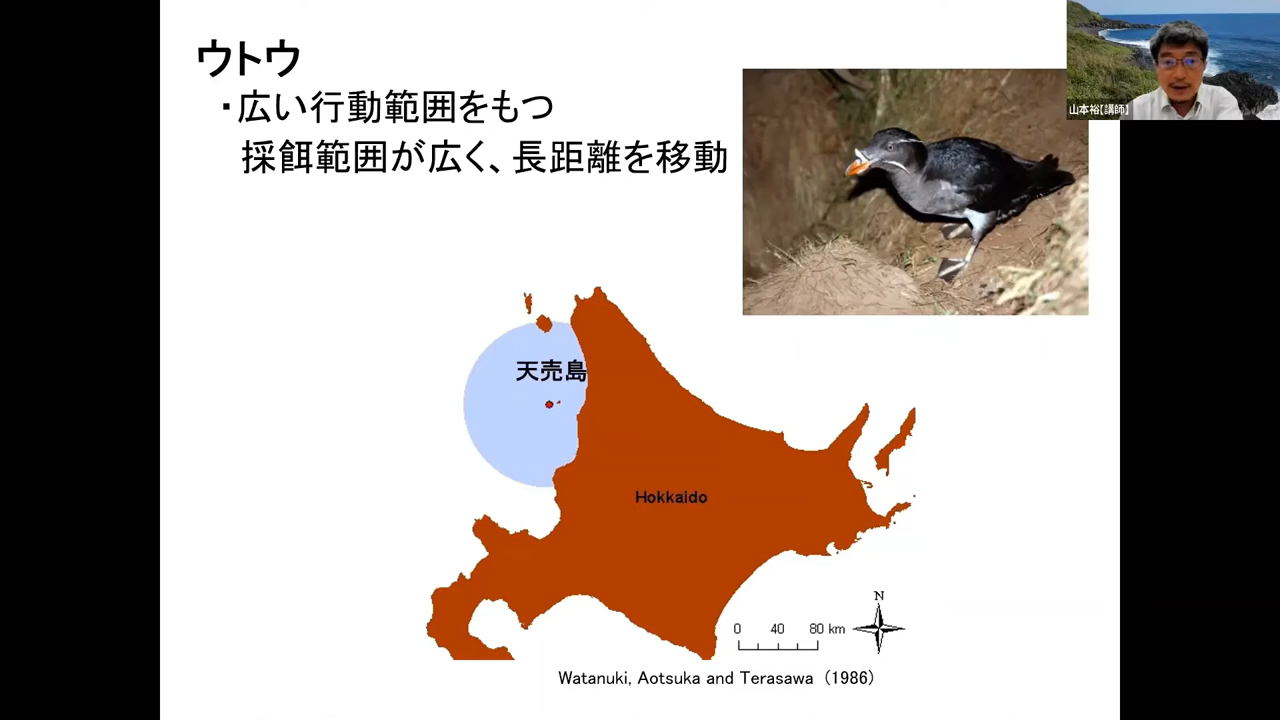 ウトウ
・広い行動範囲をもつ
採餌範囲が広く、長距離を移動
山本裕【講師】
天売島
Hokkaido
N
0 40 80 km
Watanuki, Aotsuka and Terasawa (1986)